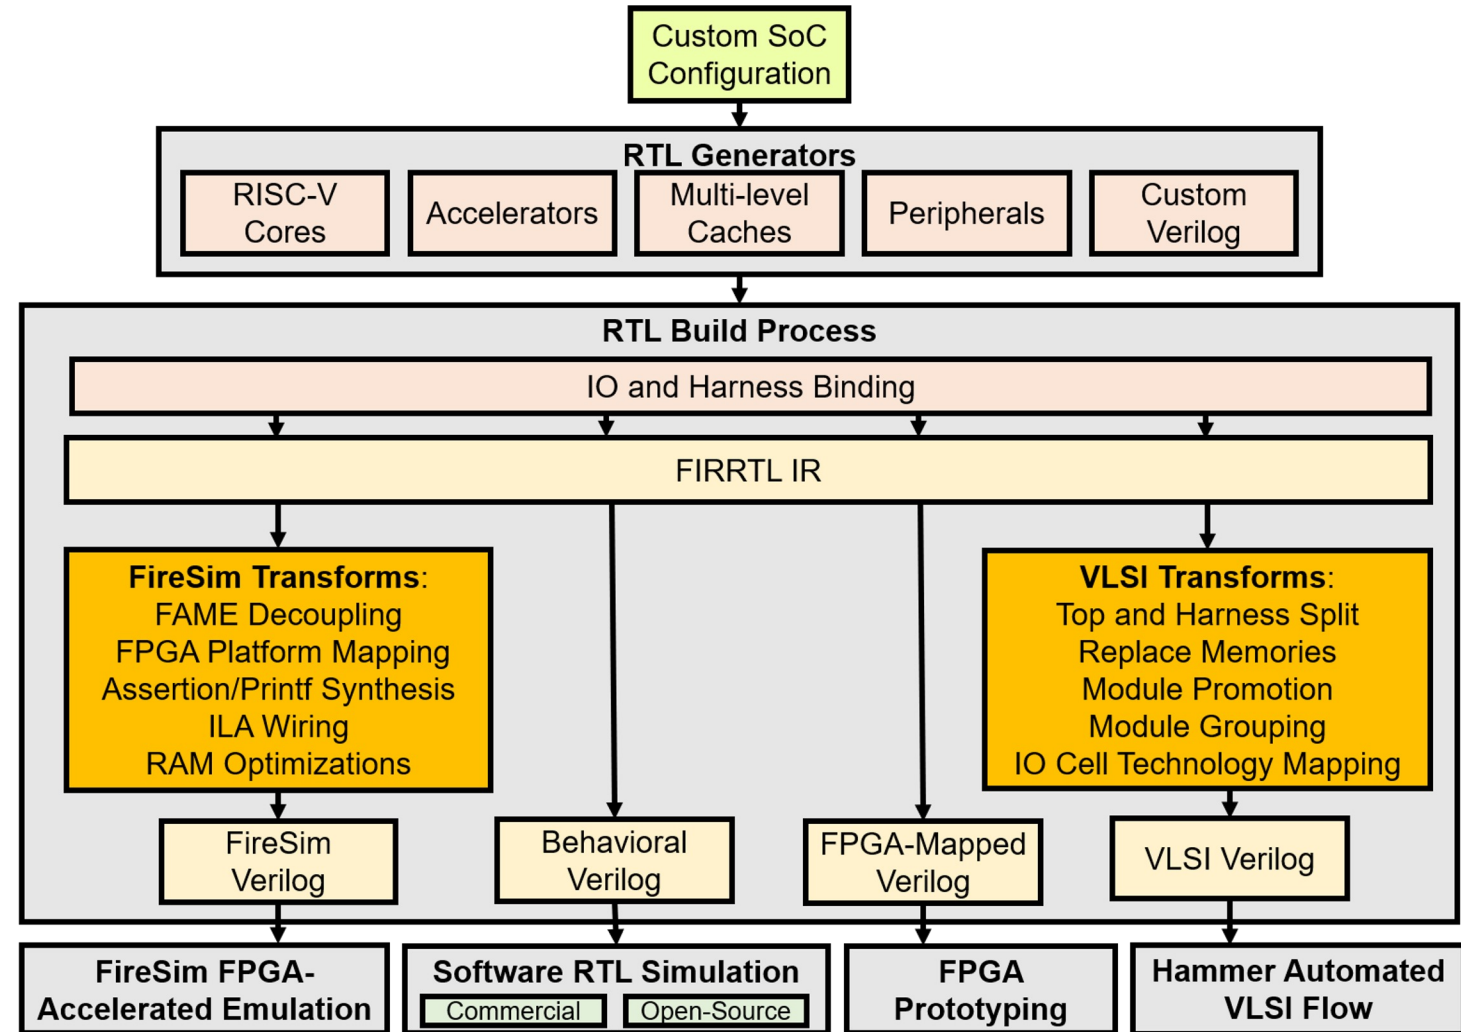 Custom SoC
Configuration
RTL Generators
RISC-V
Cores
Accelerators
Multi-level
Caches
Peripherals
Custom
Verilog
RTL Build Process
IO and Harness Binding
FIRRTL IR
FireSim Transforms:
FAME Decoupling
FPGA Platform Mapping
Assertion/Printf Synthesis
ILA Wiring
RAM Optimizations
VLSI Transforms:
Top and Harness Split
Replace Memories
Module Promotion
Module Grouping
IO Cell Technology Mapping
FireSim
Verilog
Behavioral
Verilog
FPGA-Mapped
Verilog
VLSI Verilog
FireSim FPGA-
Accelerated Emulation
Software RTL Simulation
Commercial
Open-Source
FPGA
Prototyping
Hammer Automated
VLSI Flow